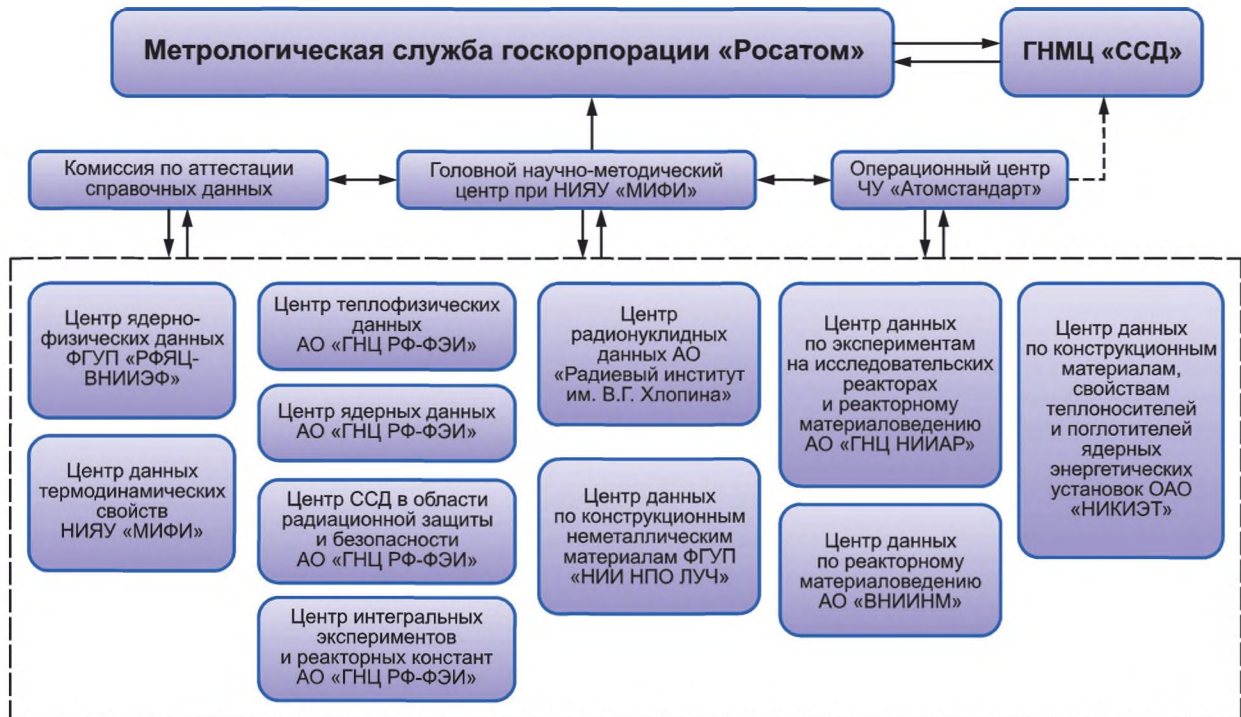 Метрологическая служба госкорпорации «Росатом»
ГНМЦ «ССД»
Комиссия по аттестации
справочных данных
Головной научно-методический
центр при НИЯУ «МИФИ»
Операционный центр
ЧУ «Атомстандарт»
Центр ядерно-
физических данных
ФГУП «РФЯЦ-
ВНИИЭФ»
Центр данных
термодинамических
свойств
НИЯУ «МИФИ»
Центр теплофизических
данных
АО «ГНЦ РФ-ФЭИ»
Центр ядерных данных
АО «ГНЦ РФ-ФЭИ»
Центр ССД в области
радиационной защиты
и безопасности
АО «ГНЦ РФ-ФЭИ»
Центр интегральных
экспериментов
и реакторных констант
АО «ГНЦ РФ-ФЭИ»
Центр
радионуклидных
данных АО
«Радиевый институт
им. В.Г. Хлопина»
Центр данных
по конструкционным
неметаллическим
материалам ФГУП
«НИИ НПО ЛУЧ»
Центр данных
по экспериментам
на исследовательских
реакторах
и реакторному
материаловедению
АО «ГНЦ НИИАР»
Центр данных
по реакторному
материаловедению
АО «ВНИИНМ»
Центр данных
по конструкционным
материалам,
свойствам
теплоносителей
и поглотителей
ядерных
энергетических
установок ОАО
«НИКИЭТ»